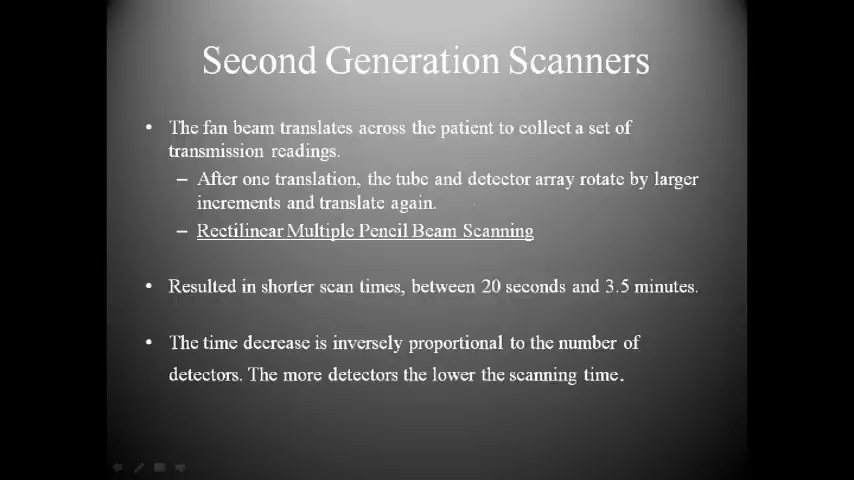 Second Generation Scanners
• The fan beam translates across the patient to collect a set of
transmission readings.
– After one translation, the tube and detector array rotate by larger
increments and translate again.
– Rectilinear Multiple Pencil Beam Scanning
• Resulted in shorter scan times, between 20 seconds and 3.5 minutes.
• The time decrease is inversely proportional to the number of
detectors. The more detectors the lower the scanning time.